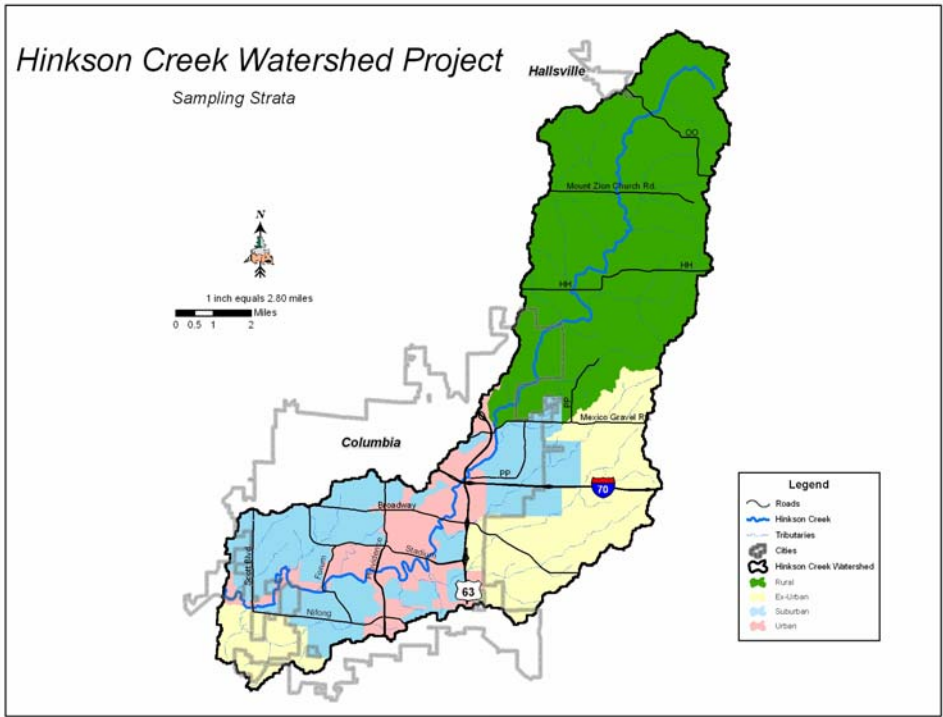 Hinkson Creek Watershed Project
Sampling Strata
Hallsville
OO
Mount Zion Church Rd.
N
HH
HH
1 inch equals 2.80 miles
Miles
0 0.5 1 2
PP
Mexico Gravel R
Columbia
PP
70
Broadway
Stadium
Providence
Forum
Scott Blvd
63
Nifong
Legend
Roads
Hinkson Creek
Tributaries
Cities
Hinkson Creek Watershed
Rural
Ex-Urban
Suburban
Urban